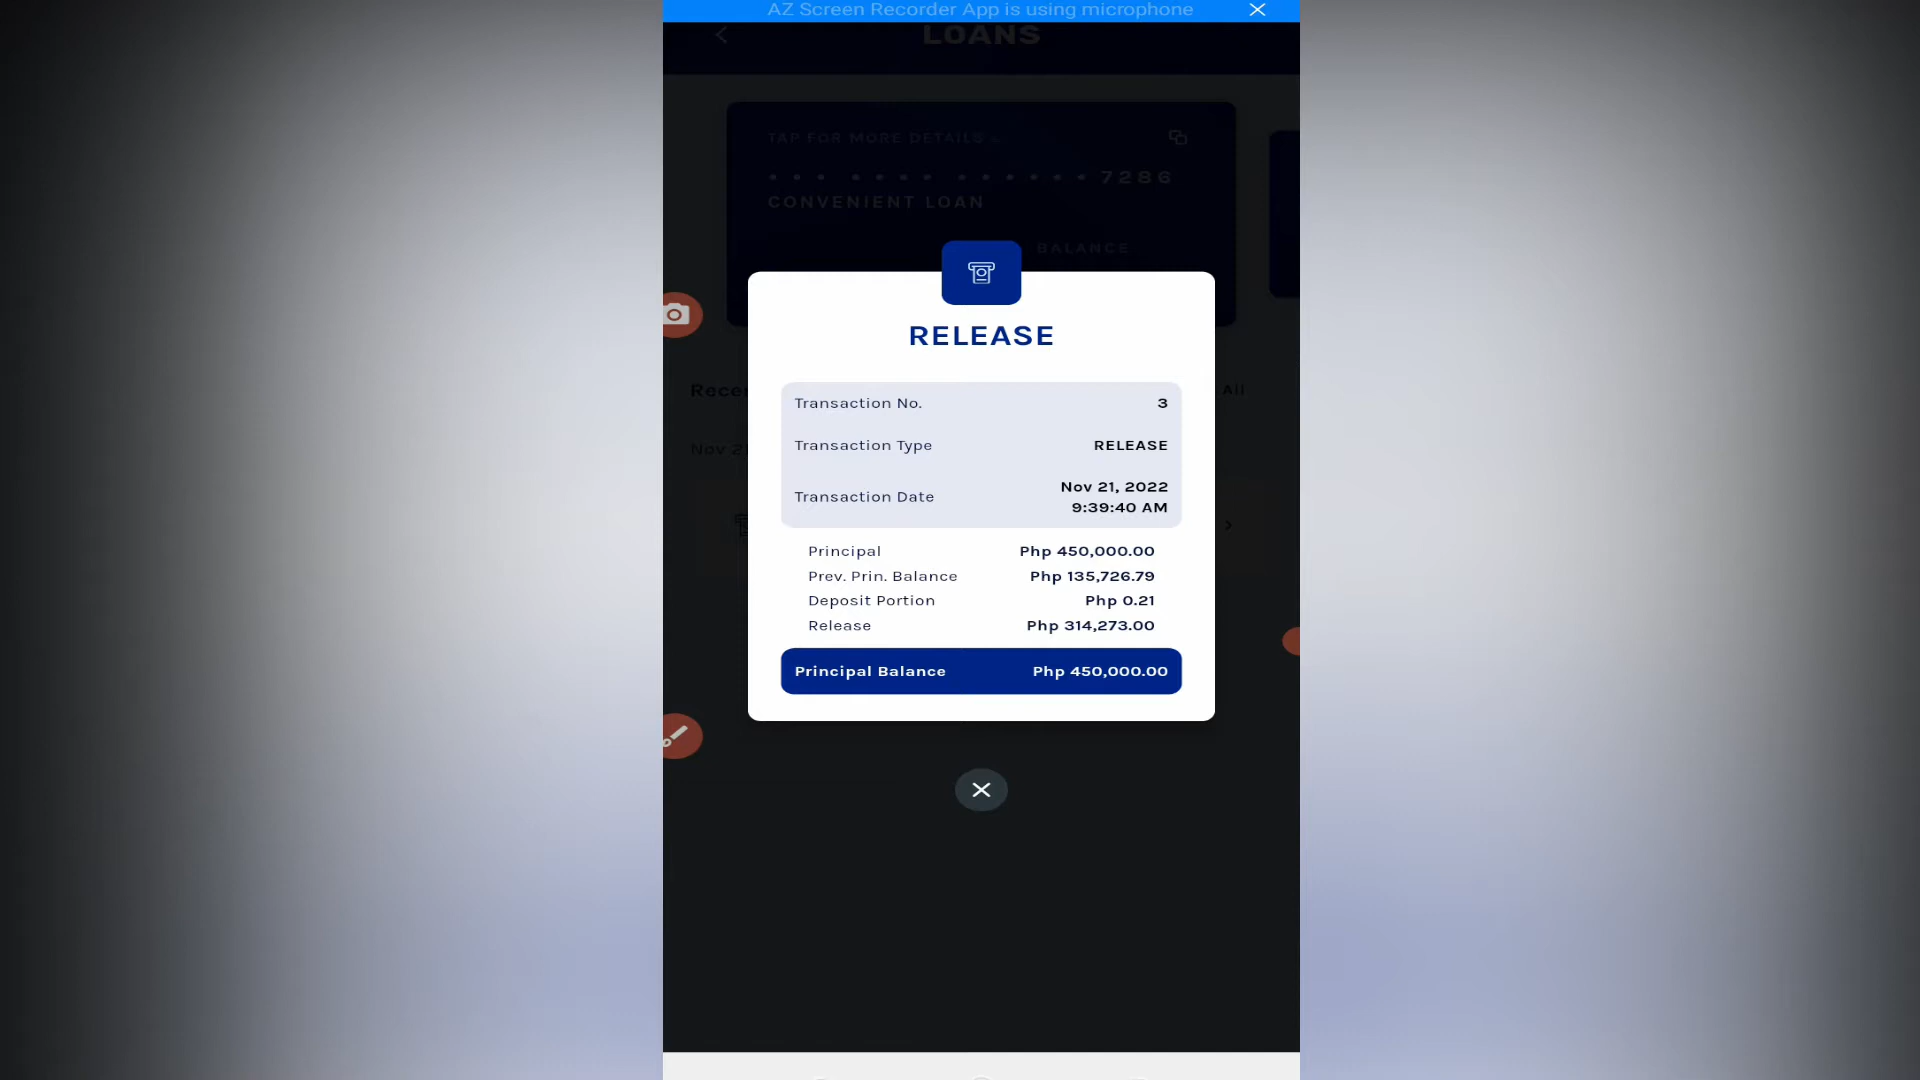 AZ Screen Recorder App is using microphone
LOANS
TAP FOR MORE DETAILS
7286
CONVENIENT LOAN
BALANCE
RELEASE
Transaction No. 3
Transaction Type RELEASE
Transaction Date Nov 21, 2022
9:39:40 AM
Principal Php 450,000.00
Prev. Prin. Balance Php 135,726.79
Deposit Portion Php 0.21
Release Php 314,273.00
Principal Balance Php 450,000.00
All